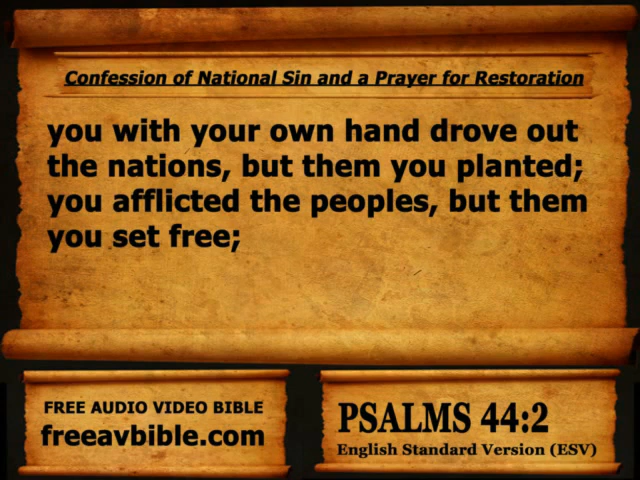 Confession of National Sin and a Prayer for Restoration
you with your own hand drove out
the nations, but them you planted;
you afflicted the peoples, but them
you set free;
FREE AUDIO VIDEO BIBLE
freeavbible.com
PSALMS 44:2
English Standard Version (ESV)